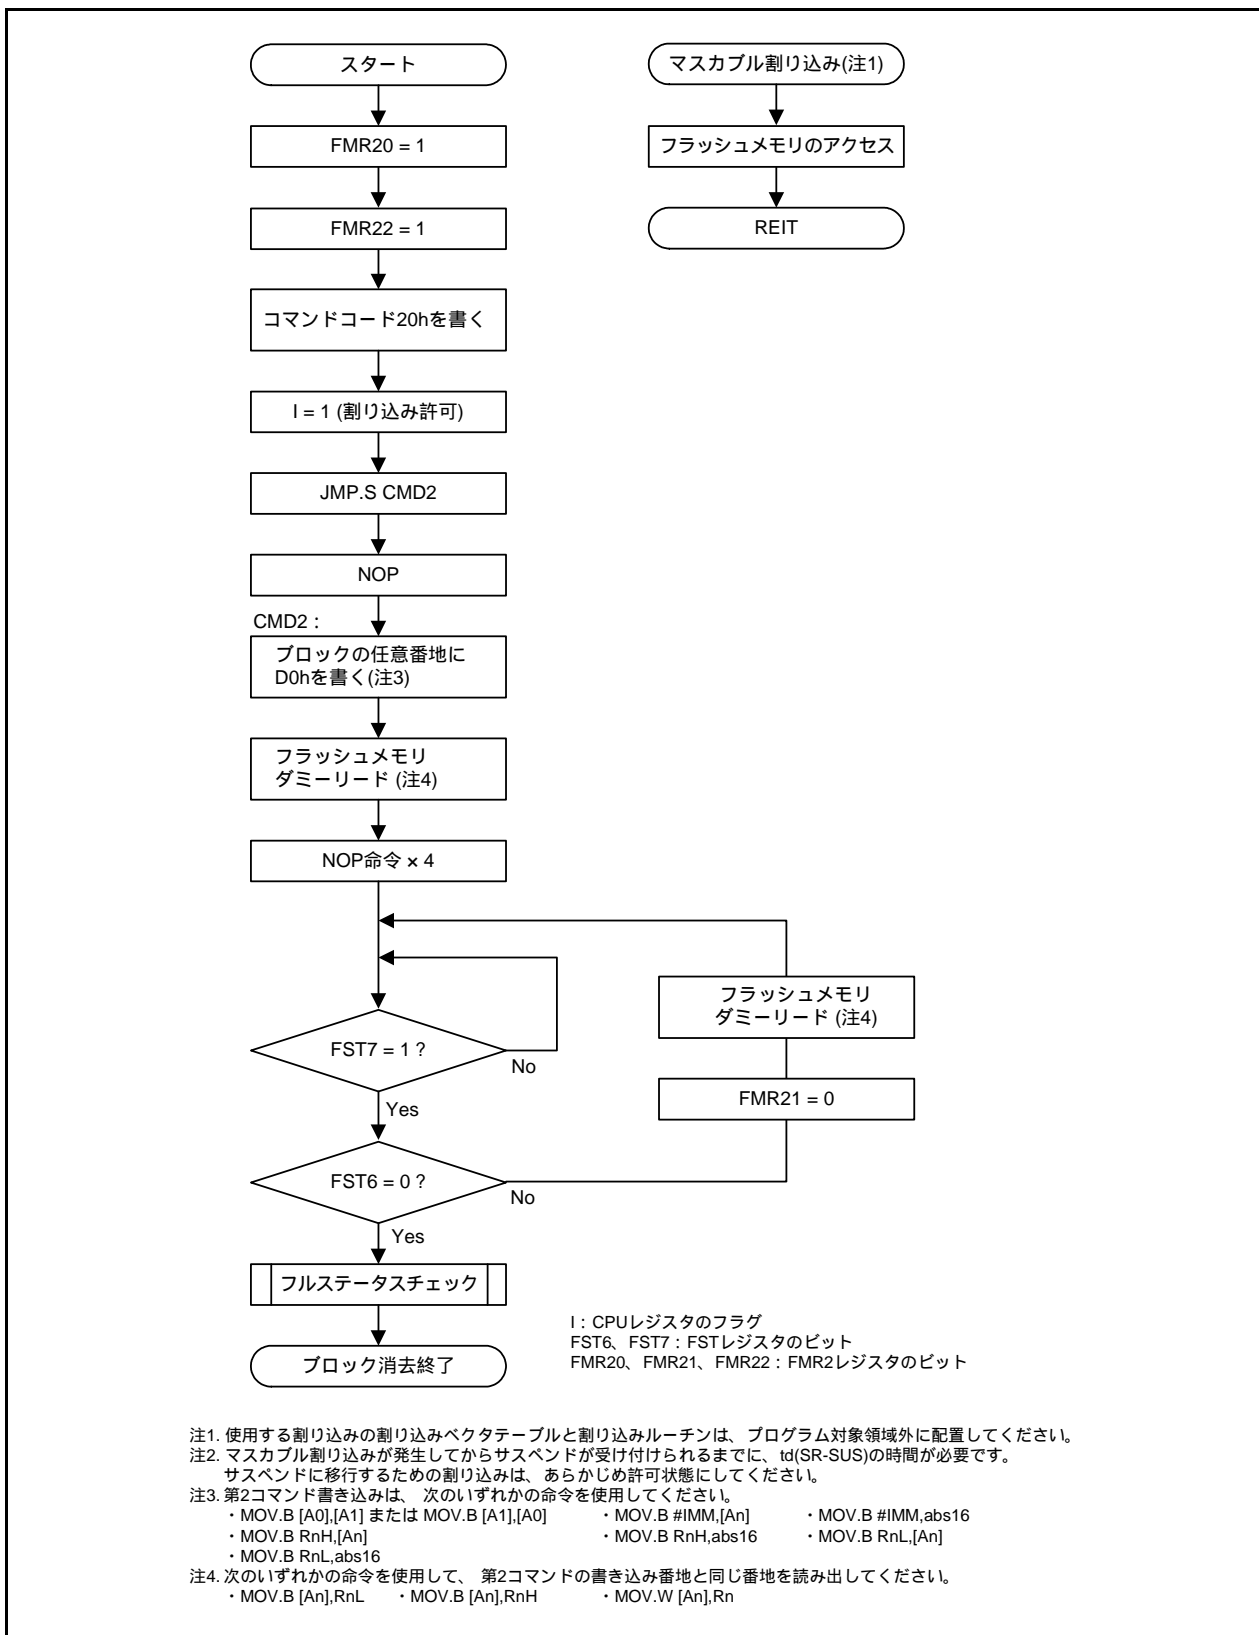 スタート
FMR20 = 1
FMR22 = 1
コマンドコード20hを書く
I = 1 (割り込み許可)
JMP.S CMD2
NOP
CMD2：
ブロックの任意番地に
D0hを書く(注3)
フラッシュメモリ
ダミーリード (注4)
NOP命令 × 4
FST7 = 1 ?
No
Yes
FST6 = 0 ?
No
Yes
フルステータスチェック
ブロック消去終了
マスカブル割り込み(注1)
フラッシュメモリのアクセス
REIT
フラッシュメモリ
ダミーリード (注4)
FMR21 = 0
I：CPUレジスタのフラグ
FST6、FST7：FSTレジスタのビット
FMR20、FMR21、FMR22：FMR2レジスタのビット
注1. 使用する割り込みの割り込みベクタテーブルと割り込みルーチンは、プログラム対象領域外に配置してください。
注2. マスカブル割り込みが発生してからサスペンドが受け付けられるまでに、td(SR-SUS)の時間が必要です。
サスペンドに移行するための割り込みは、あらかじめ許可状態にしてください。
注3. 第2コマンド書き込みは、次のいずれかの命令を使用してください。
・MOV.B [A0],[A1] または MOV.B [A1],[A0] ・MOV.B #IMM,[An] ・MOV.B #IMM,abs16
・MOV.B RnH,[An] ・MOV.B RnH,abs16 ・MOV.B RnL,[An]
・MOV.B RnL,abs16
注4. 次のいずれかの命令を使用して、第2コマンドの書き込み番地と同じ番地を読み出してください。
・MOV.B [An],RnL ・MOV.B [An],RnH ・MOV.W [An],Rn